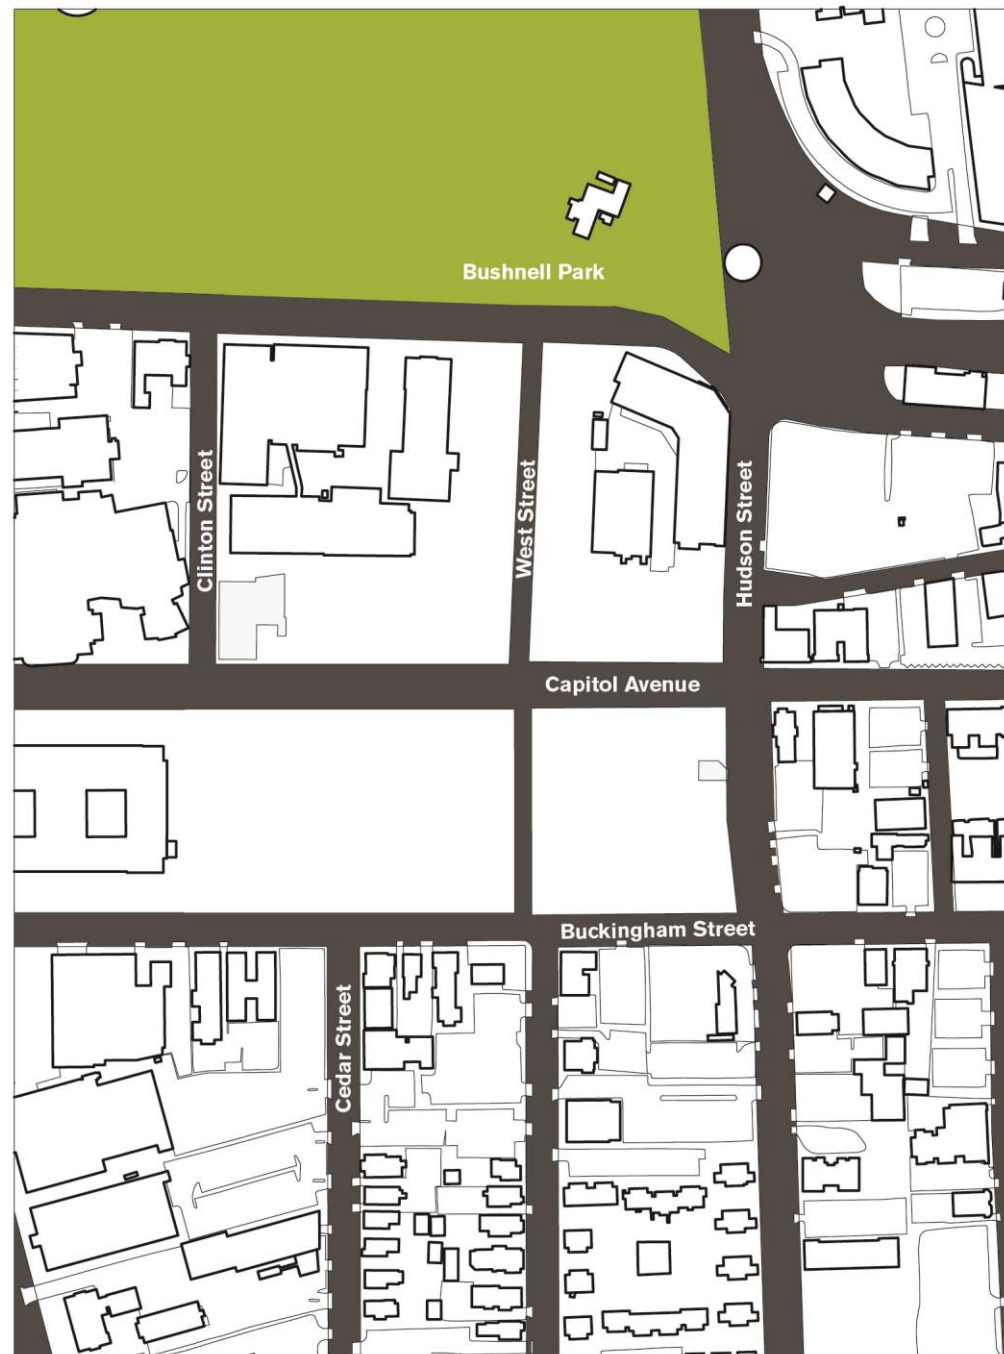 Bushnell Park
Clinton Street
West Street
Hudson Street
Capitol Avenue
Buckingham Street
Cedar Street